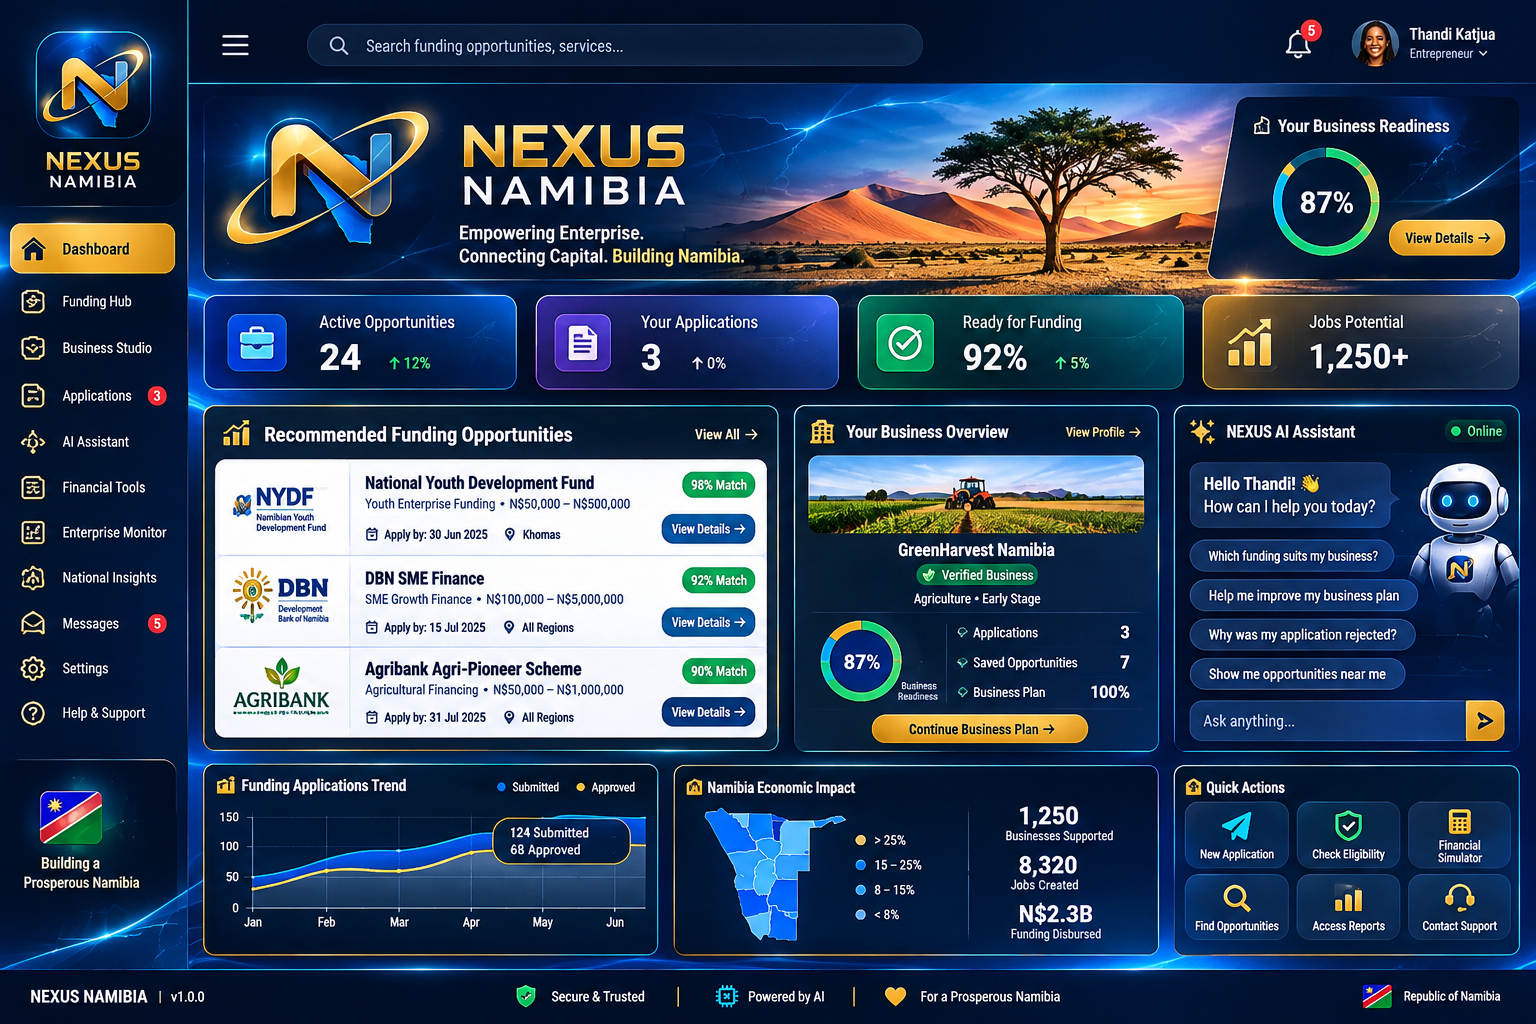 NEXUS
NAMIBIA
Dashboard
Funding Hub
Business Studio
Applications 3
AI Assistant
Financial Tools
Enterprise Monitor
National Insights
Messages 5
Settings
Help & Support
Building a
Prosperous Namibia
Search funding opportunities, services...
5
Thandi Katjua
Entrepreneur
NEXUS
NAMIBIA
Empowering Enterprise.
Connecting Capital. Building Namibia.
Your Business Readiness
87%
View Details →
Active Opportunities
24 ↑ 12%
Your Applications
3 ↑ 0%
Ready for Funding
92% ↑ 5%
Jobs Potential
1,250+
Recommended Funding Opportunities
View All →
NYDF
Namibian Youth
Development Fund
National Youth Development Fund
Youth Enterprise Funding • N$50,000 – N$500,000
Apply by: 30 Jun 2025 Khomas
98% Match
View Details →
DBN
Development
Bank of Namibia
DBN SME Finance
SME Growth Finance • N$100,000 – N$5,000,000
Apply by: 15 Jul 2025 All Regions
92% Match
View Details →
AGRIBANK
Agribank Agri-Pioneer Scheme
Agricultural Financing • N$50,000 – N$1,000,000
Apply by: 31 Jul 2025 All Regions
90% Match
View Details →
Your Business Overview
View Profile →
GreenHarvest Namibia
Verified Business
Agriculture • Early Stage
87%
Business
Readiness
Applications 3
Saved Opportunities 7
Business Plan 100%
Continue Business Plan →
NEXUS AI Assistant
Online
Hello Thandi! 👋
How can I help you today?
N
Which funding suits my business?
Help me improve my business plan
Why was my application rejected?
Show me opportunities near me
Ask anything...
Funding Applications Trend
Submitted Approved
150
100
50
0
124 Submitted
68 Approved
Jan Feb Mar Apr May Jun
Namibia Economic Impact
> 25%
15 – 25%
8 – 15%
< 8%
1,250
Businesses Supported
8,320
Jobs Created
N$2.3B
Funding Disbursed
Quick Actions
New Application
Check Eligibility
Financial
Simulator
Find Opportunities
Access Reports
Contact Support
NEXUS NAMIBIA | v1.0.0
Secure & Trusted
Powered by AI
For a Prosperous Namibia
Republic of Namibia